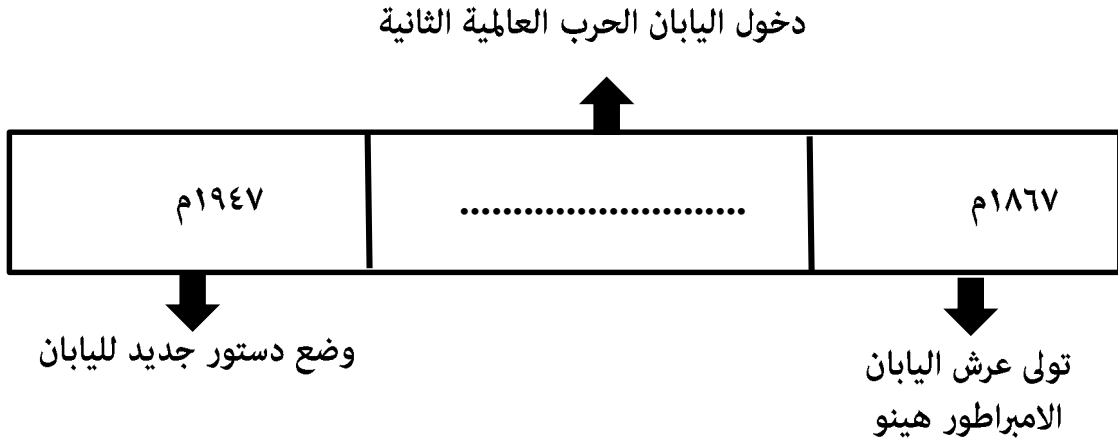 دخول اليابان الحرب العالمية الثانية
١٨٦٧م
...........................
١٩٤٧م
تولى عرش اليابان
الامبراطور هينو
وضع دستور جديد لليابان